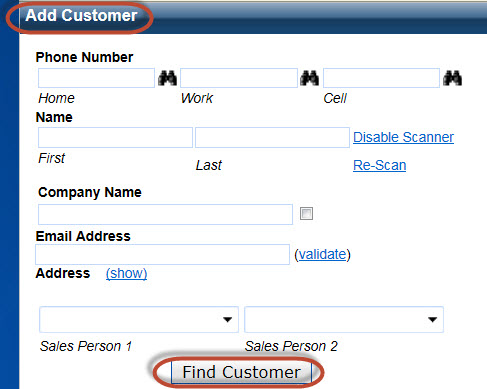 Add Customer
Phone Number
Home Work Cell
Name
Disable Scanner
First Last Re-Scan
Company Name
Email Address
(validate)
Address (show)
Sales Person 1 Sales Person 2
Find Customer